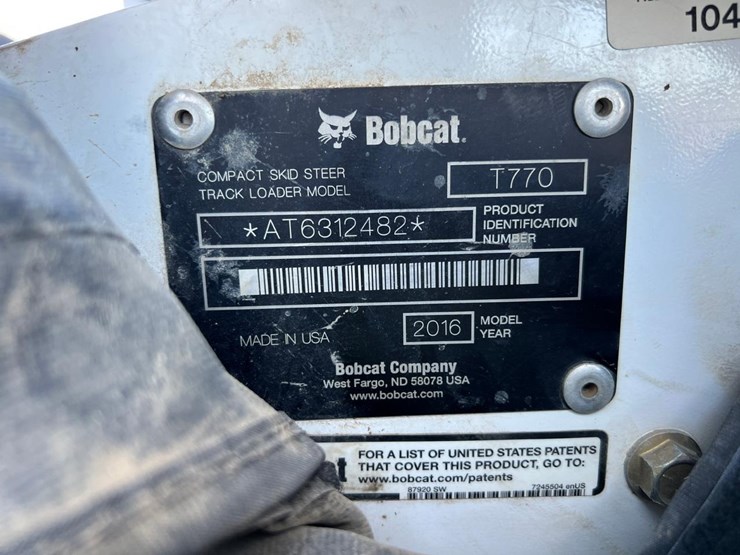 104
Bobcat.
COMPACT SKID STEER
TRACK LOADER MODEL
T770
*AT6312482*
PRODUCT
IDENTIFICATION
NUMBER
MADE IN USA
2016
MODEL
YEAR
Bobcat Company
West Fargo, ND 58078 USA
www.bobcat.com
FOR A LIST OF UNITED STATES PATENTS
THAT COVER THIS PRODUCT, GO TO:
www.bobcat.com/patents
87920 SW
7245504 enUS